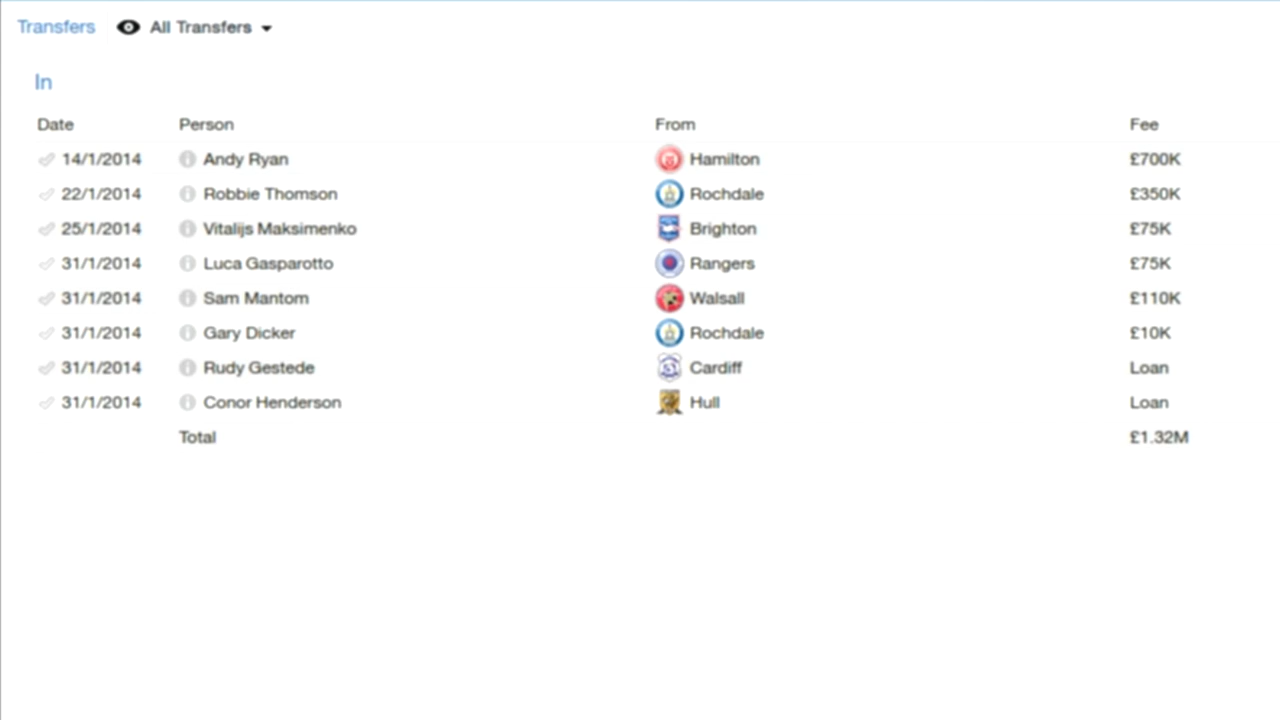 Transfers All Transfers
In
Date Person From Fee
14/1/2014 Andy Ryan Hamilton £700K
22/1/2014 Robbie Thomson Rochdale £350K
25/1/2014 Vitalijs Maksimenko Brighton £75K
31/1/2014 Luca Gasparotto Rangers £75K
31/1/2014 Sam Mantom Walsall £110K
31/1/2014 Gary Dicker Rochdale £10K
31/1/2014 Rudy Gestede Cardiff Loan
31/1/2014 Conor Henderson Hull Loan
Total £1.32M